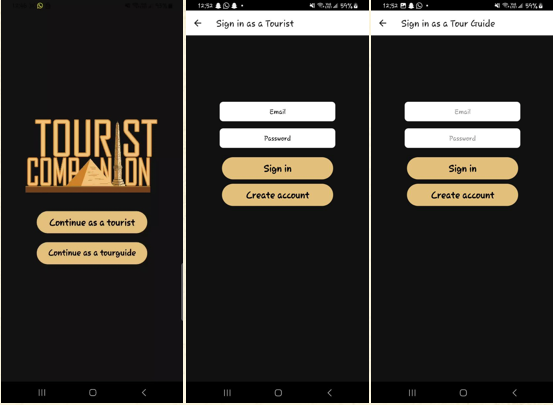 TOURIST
COMPANION
Continue as a tourist
Continue as a tourguide
12:52
59%
Sign in as a Tourist
Email
Password
Sign in
Create account
12:52
59%
Sign in as a Tour Guide
Email
Password
Sign in
Create account